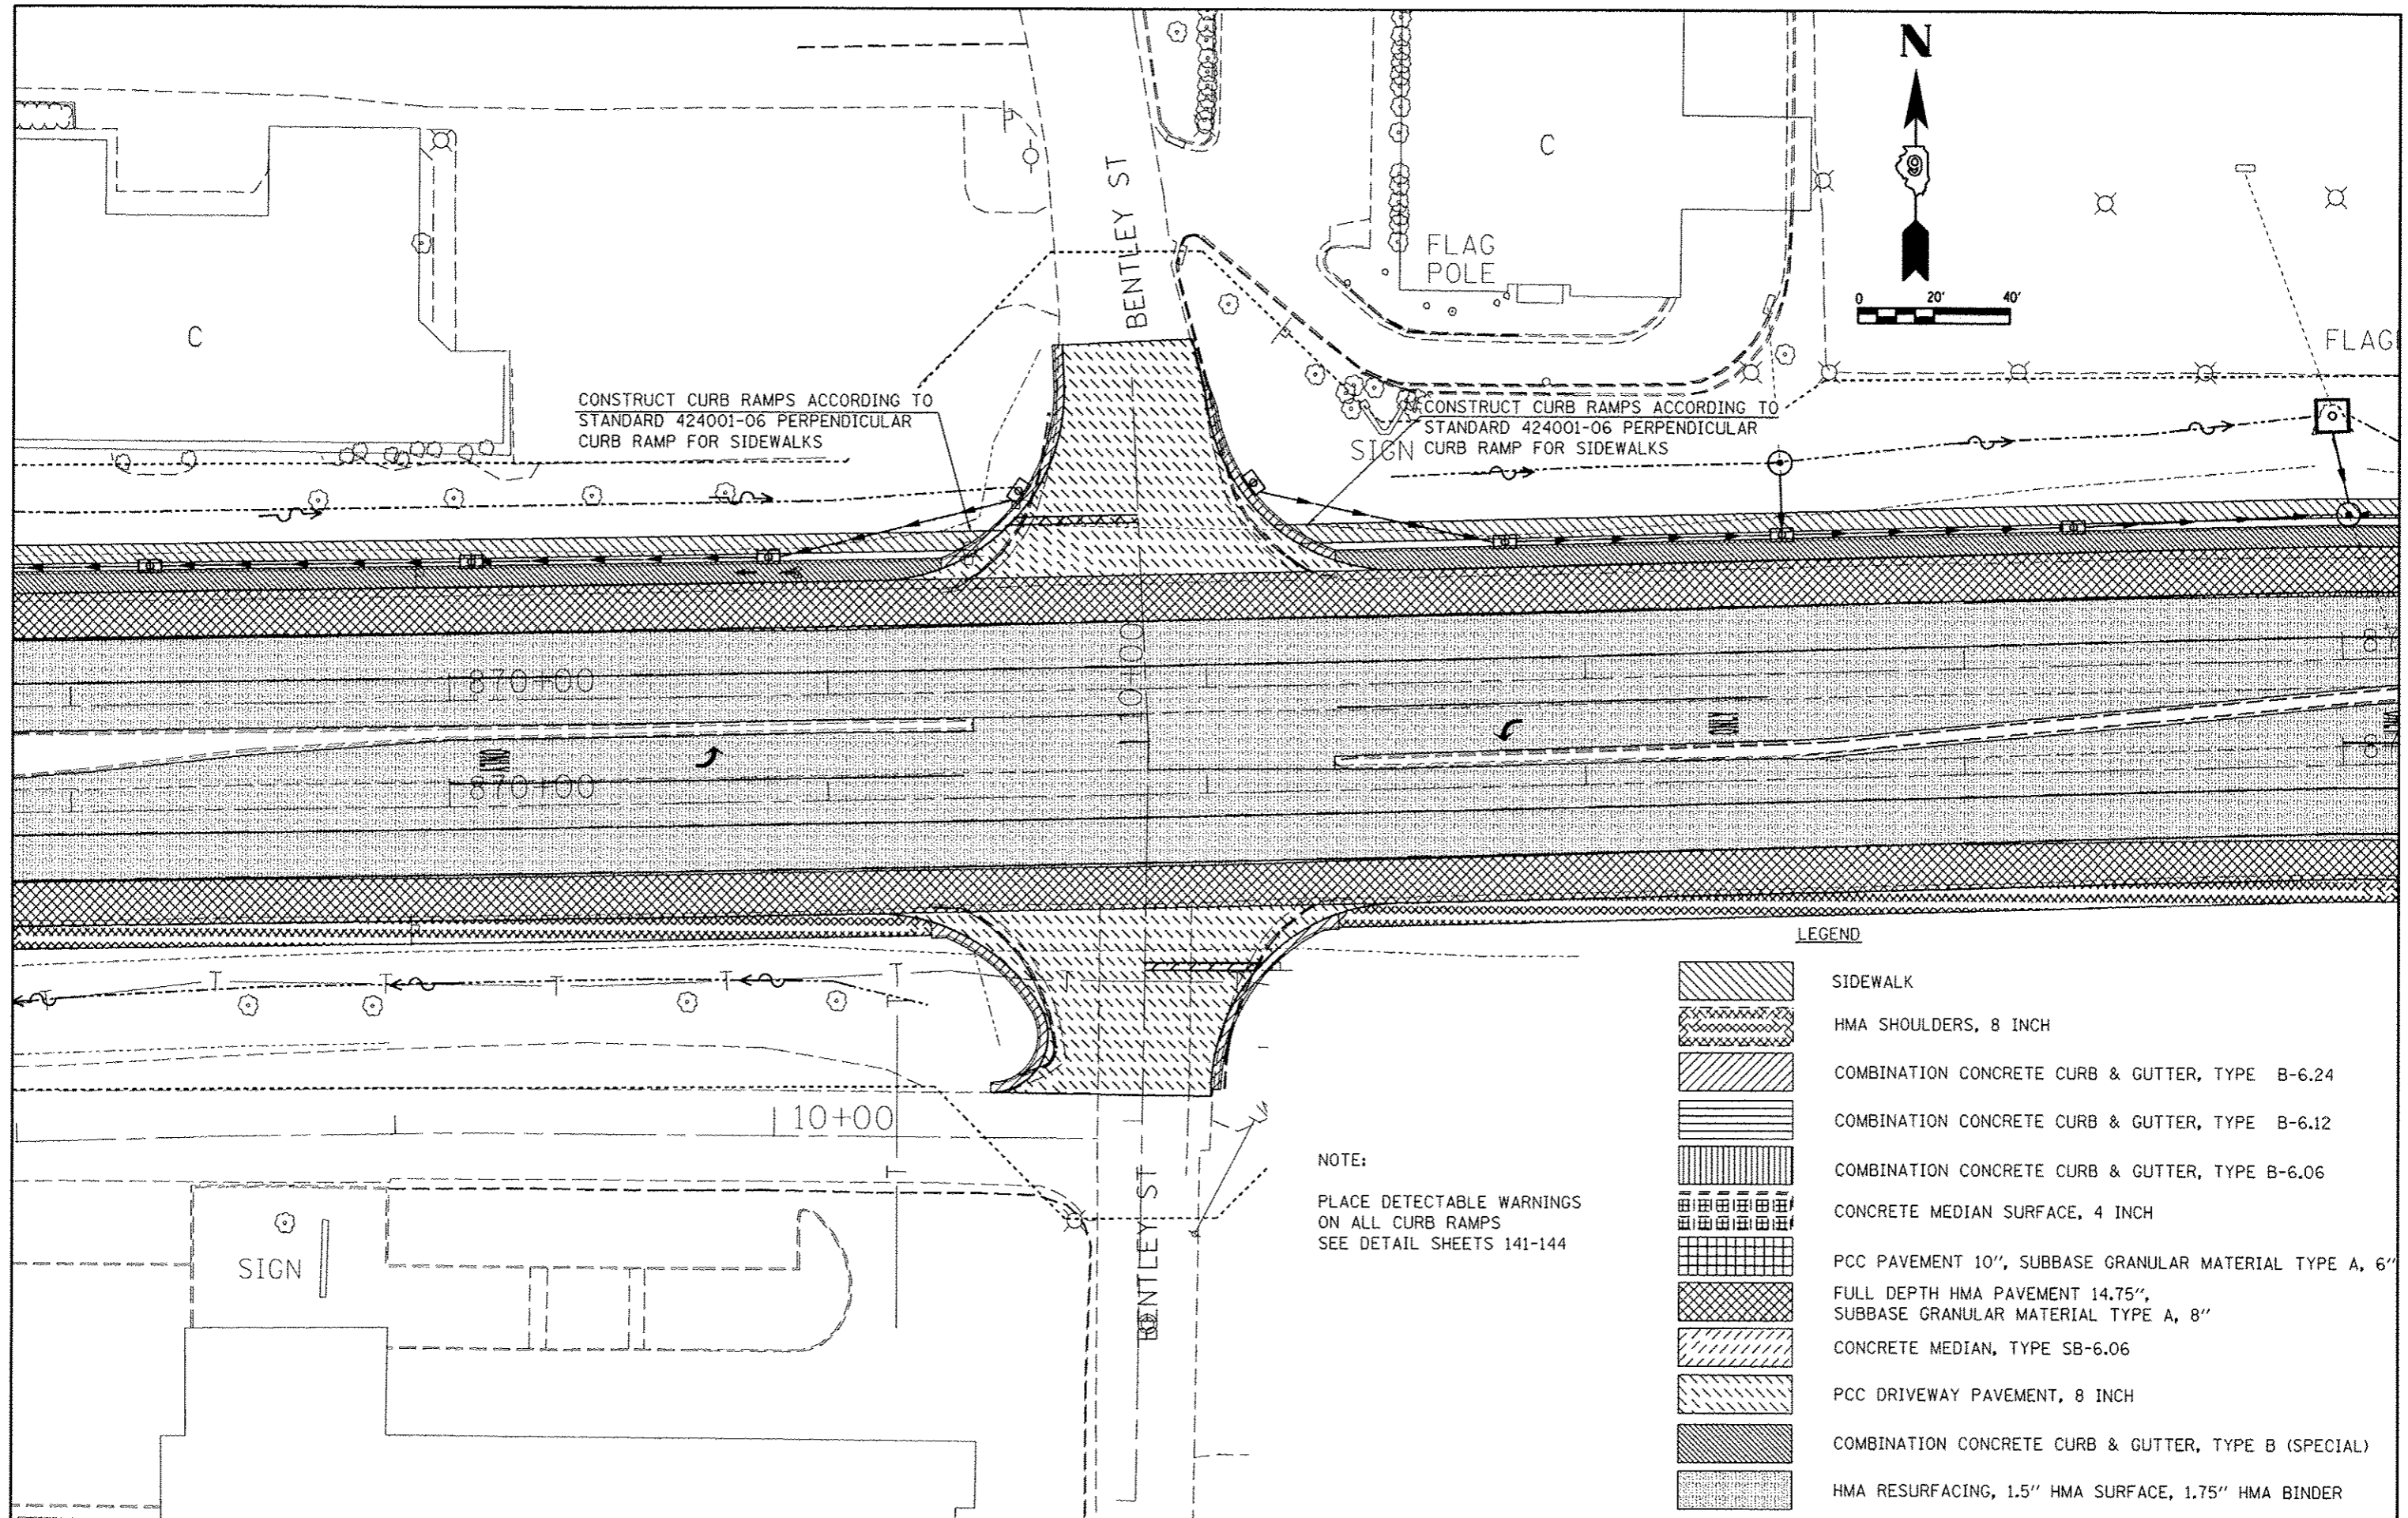 N
9
0 20' 40'
BENTLEY ST
C
FLAG
POLE
C
FLAG
CONSTRUCT CURB RAMPS ACCORDING TO
STANDARD 424001-06 PERPENDICULAR
CURB RAMP FOR SIDEWALKS
CONSTRUCT CURB RAMPS ACCORDING TO
STANDARD 424001-06 PERPENDICULAR
CURB RAMP FOR SIDEWALKS
SIGN
870+00
0+00
870+00
ONLY
ONLY
10+00
SIGN
BENTLEY ST
NOTE:
PLACE DETECTABLE WARNINGS
ON ALL CURB RAMPS
SEE DETAIL SHEETS 141-144
LEGEND
SIDEWALK
HMA SHOULDERS, 8 INCH
COMBINATION CONCRETE CURB & GUTTER, TYPE B-6.24
COMBINATION CONCRETE CURB & GUTTER, TYPE B-6.12
COMBINATION CONCRETE CURB & GUTTER, TYPE B-6.06
CONCRETE MEDIAN SURFACE, 4 INCH
PCC PAVEMENT 10", SUBBASE GRANULAR MATERIAL TYPE A, 6"
FULL DEPTH HMA PAVEMENT 14.75",
SUBBASE GRANULAR MATERIAL TYPE A, 8"
CONCRETE MEDIAN, TYPE SB-6.06
PCC DRIVEWAY PAVEMENT, 8 INCH
COMBINATION CONCRETE CURB & GUTTER, TYPE B (SPECIAL)
HMA RESURFACING, 1.5" HMA SURFACE, 1.75" HMA BINDER